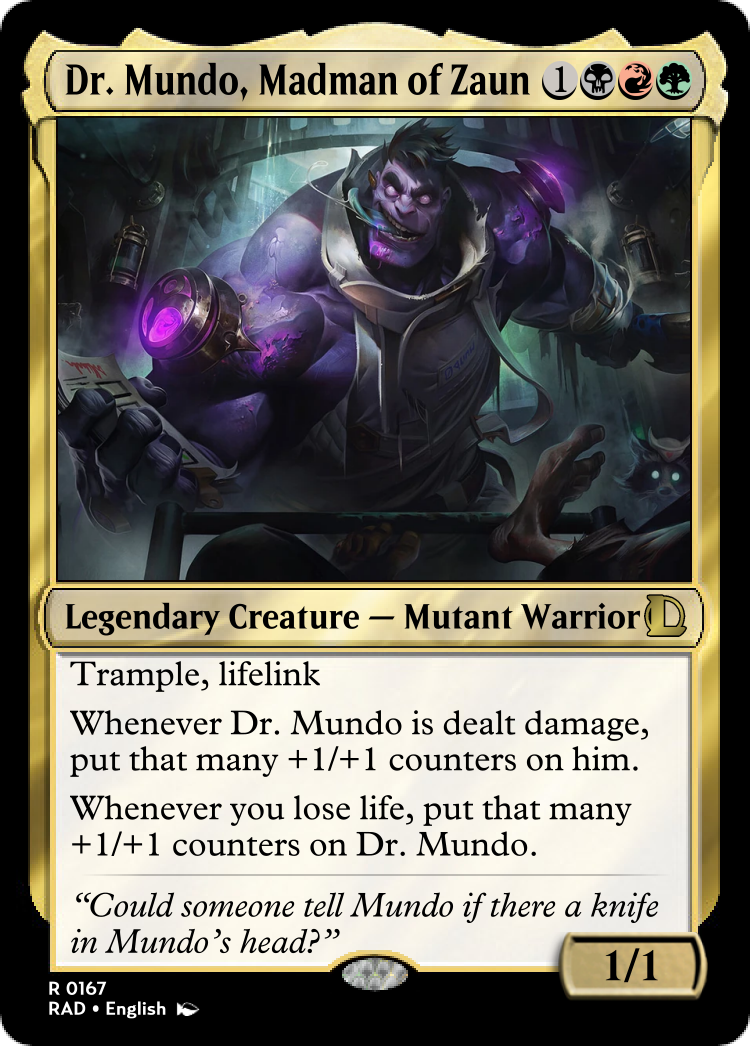 Dr. Mundo, Madman of Zaun 1
Legendary Creature — Mutant Warrior
Trample, lifelink
Whenever Dr. Mundo is dealt damage,
put that many +1/+1 counters on him.
Whenever you lose life, put that many
+1/+1 counters on Dr. Mundo.
“Could someone tell Mundo if there a knife
in Mundo’s head?”
1/1
R 0167
RAD • English